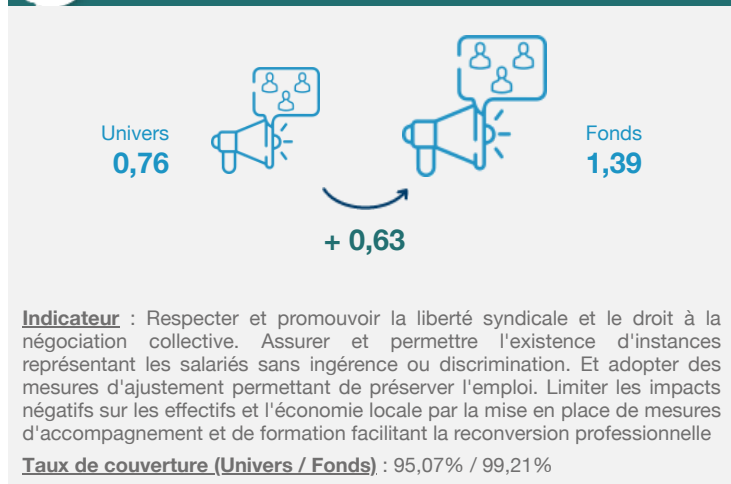 Univers
0,76
Fonds
1,39
+ 0,63
Indicateur : Respecter et promouvoir la liberté syndicale et le droit à la
négociation collective. Assurer et permettre l'existence d'instances
représentant les salariés sans ingérence ou discrimination. Et adopter des
mesures d'ajustement permettant de préserver l'emploi. Limiter les impacts
négatifs sur les effectifs et l'économie locale par la mise en place de mesures
d'accompagnement et de formation facilitant la reconversion professionnelle
Taux de couverture (Univers / Fonds) : 95,07% / 99,21%